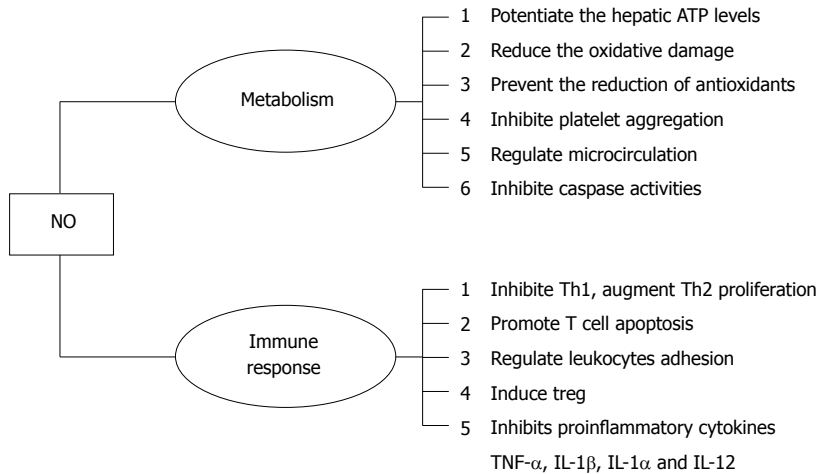 1 Potentiate the hepatic ATP levels
2 Reduce the oxidative damage
Metabolism
3 Prevent the reduction of antioxidants
4 Inhibite platelet aggregation
5 Regulate microcirculation
6 Inhibite caspase activities
NO
1 Inhibite Th1, augment Th2 proliferation
2 Promote T cell apoptosis
Immune
response
3 Regulate leukocytes adhesion
4 Induce treg
5 Inhibits proinflammatory cytokines
TNF-α, IL-1β, IL-1α and IL-12